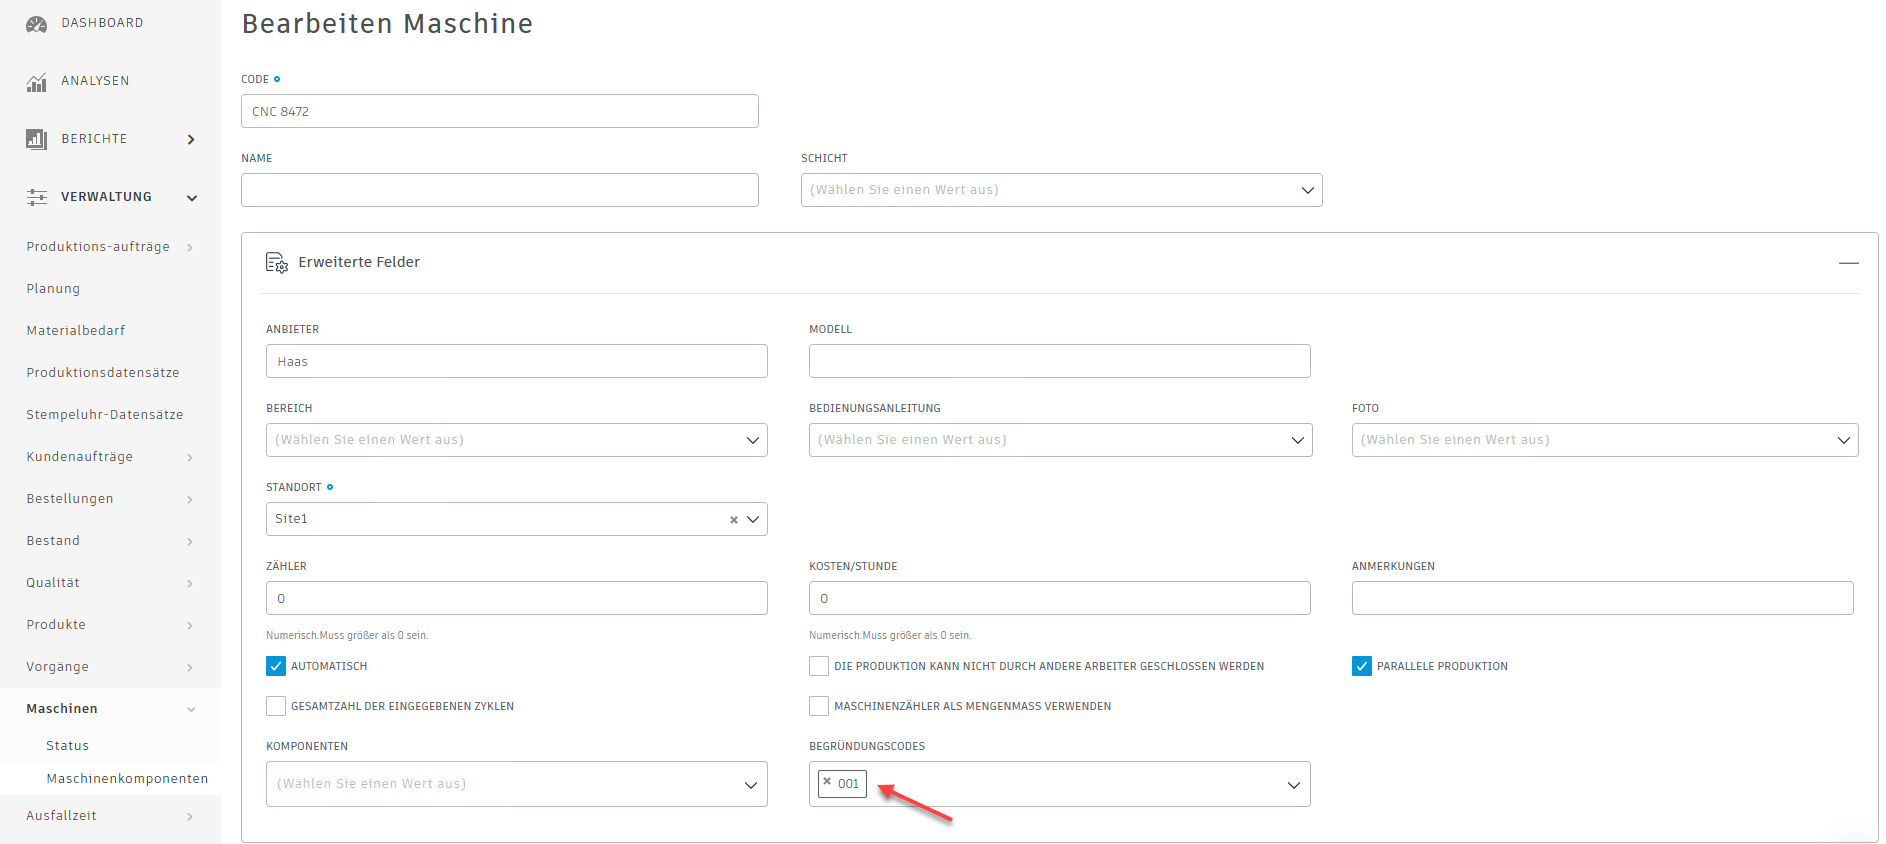 DASHBOARD
ANALYSEN
BERICHTE
VERWALTUNG
Produktions-aufträge
Planung
Materialbedarf
Produktionsdatensätze
Stempeluhr-Datensätze
Kundenaufträge
Bestellungen
Bestand
Qualität
Produkte
Vorgänge
Maschinen
Status
Maschinenkomponenten
Ausfallzeit
Bearbeiten Maschine
CODE
CNC 8472
NAME
SCHICHT
(Wählen Sie einen Wert aus)
Erweiterte Felder
ANBIETER
MODELL
Haas
BEREICH
BEDIENUNGSANLEITUNG
FOTO
(Wählen Sie einen Wert aus)
(Wählen Sie einen Wert aus)
(Wählen Sie einen Wert aus)
STANDORT
Site1
ZÄHLER
KOSTEN/STUNDE
ANMERKUNGEN
0
0
Numerisch.Muss größer als 0 sein.
Numerisch.Muss größer als 0 sein.
AUTOMATISCH
DIE PRODUKTION KANN NICHT DURCH ANDERE ARBEITER GESCHLOSSEN WERDEN
PARALLELE PRODUKTION
GESAMTZAHL DER EINGEGEBENEN ZYKLEN
MASCHINENZÄHLER ALS MENGENMASS VERWENDEN
KOMPONENTEN
BEGRÜNDUNGSCODES
(Wählen Sie einen Wert aus)
001